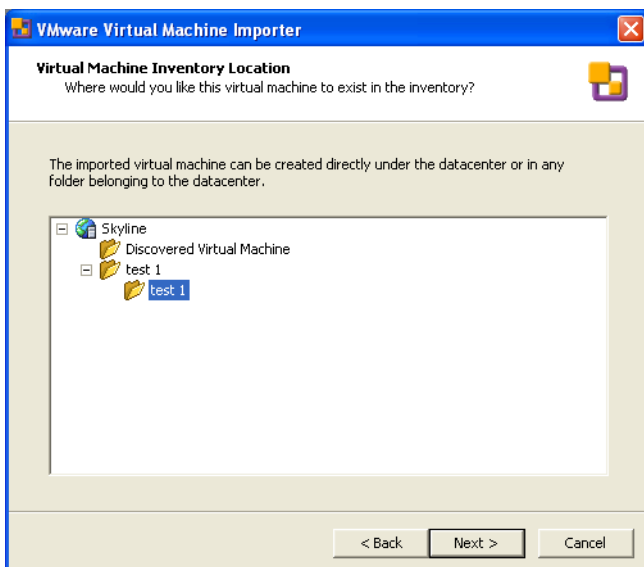 VMware Virtual Machine Importer
Virtual Machine Inventory Location
Where would you like this virtual machine to exist in the inventory?
The imported virtual machine can be created directly under the datacenter or in any
folder belonging to the datacenter.
Skyline
Discovered Virtual Machine
test 1
test 1
< Back
Next >
Cancel